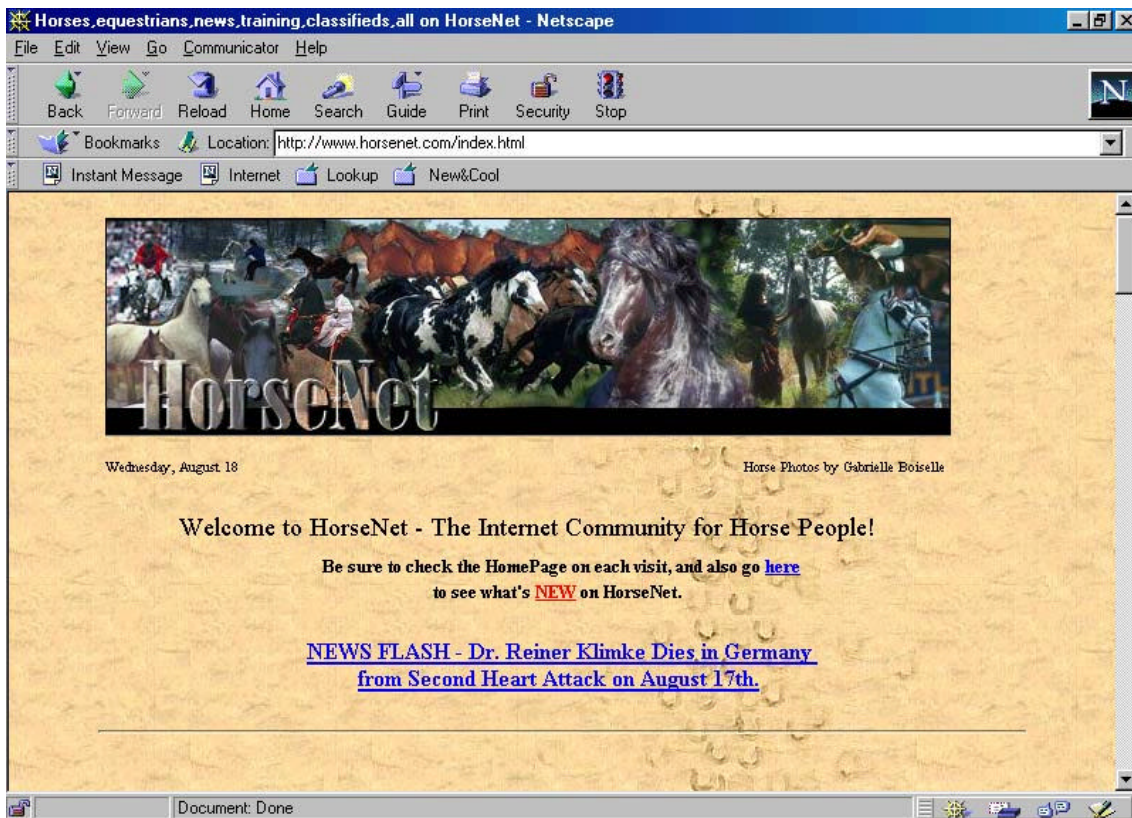 Horses,equestrians,news,training,classifieds,all on HorseNet - Netscape
File Edit View Go Communicator Help
Back Forward Reload Home Search Guide Print Security Stop
N
Bookmarks Location: http://www.horsenet.com/index.html
Instant Message Internet Lookup New&Cool
HorseNet
Wednesday, August 18 Horse Photos by Gabrielle Boiselle
Welcome to HorseNet - The Internet Community for Horse People!
Be sure to check the HomePage on each visit, and also go here
to see what's NEW on HorseNet.
NEWS FLASH - Dr. Reiner Klimke Dies in Germany
from Second Heart Attack on August 17th.
Document: Done